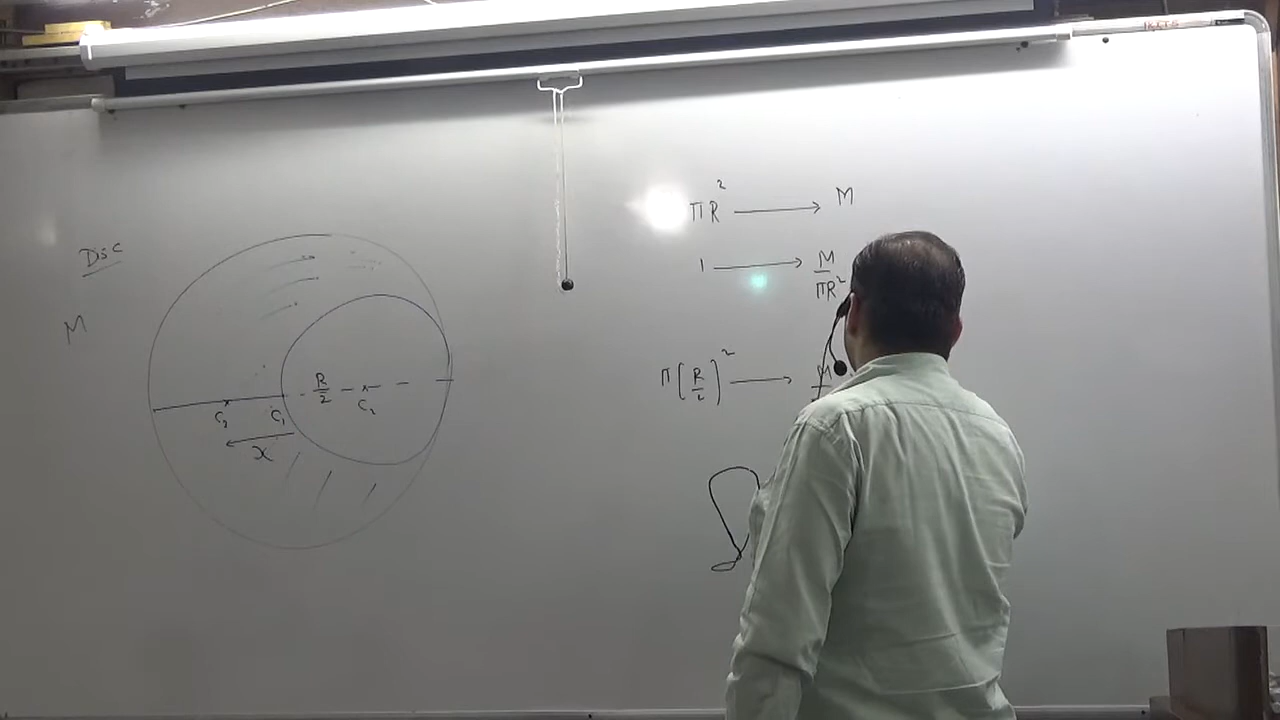 Disc
M
R/2
C₃ C₁ C₂
x
πR² ⟶ M
1 ⟶ M/πR²
π(R/2)² ⟶ M